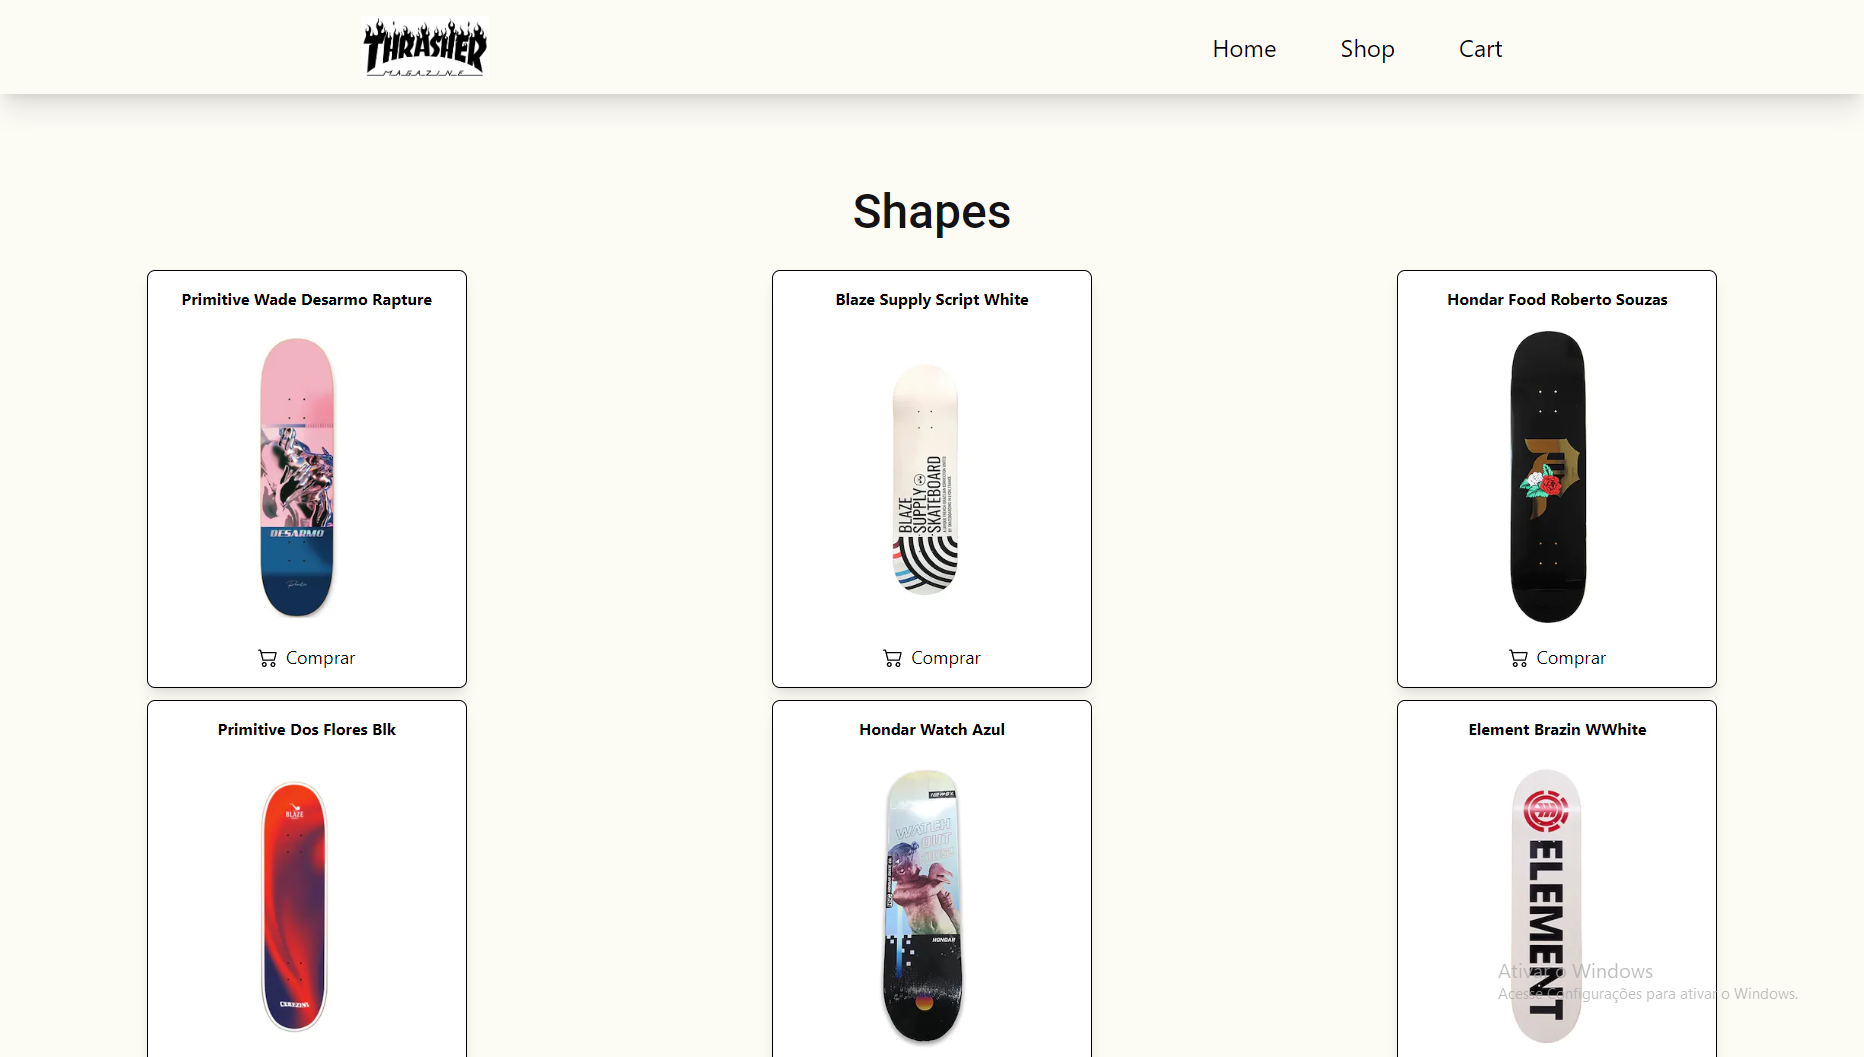 THRASHER
MAGAZINE
Home
Shop
Cart
Shapes
Primitive Wade Desarmo Rapture
DESARMO
Comprar
Blaze Supply Script White
BLAZE
SUPPLY
SKATEBOARD
Comprar
Hondar Food Roberto Souzas
Comprar
Primitive Dos Flores Blk
BLAZE
Hondar Watch Azul
WATCH
OUT
HONDAR
Element Brazin WWhite
ELEMENT
Ativar o Windows
Acesse Configurações para ativar o Windows.